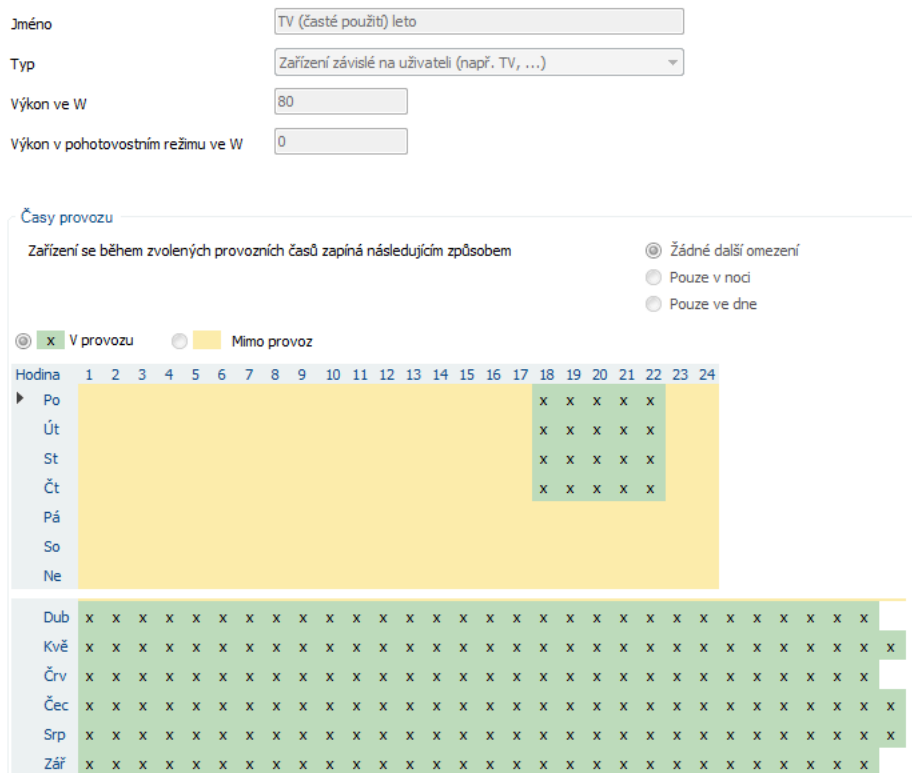 Jméno TV (časté použití) leto
Typ Zařízení závislé na uživateli (např. TV, ...)
Výkon ve W 80
Výkon v pohotovostním režimu ve W 0
Časy provozu
Zařízení se během zvolených provozních časů zapíná následujícím způsobem Žádné další omezení
Pouze v noci
Pouze ve dne
x V provozu Mimo provoz
Hodina 1 2 3 4 5 6 7 8 9 10 11 12 13 14 15 16 17 18 19 20 21 22 23 24
Po x x x x x
Út x x x x x
St x x x x x
Čt x x x x x
Pá
So
Ne
Dub x x x x x x x x x x x x x x x x x x x x x x x x x x x x x x
Kvě x x x x x x x x x x x x x x x x x x x x x x x x x x x x x x x
Črv x x x x x x x x x x x x x x x x x x x x x x x x x x x x x x
Čec x x x x x x x x x x x x x x x x x x x x x x x x x x x x x x x
Srp x x x x x x x x x x x x x x x x x x x x x x x x x x x x x x x
Zář x x x x x x x x x x x x x x x x x x x x x x x x x x x x x x